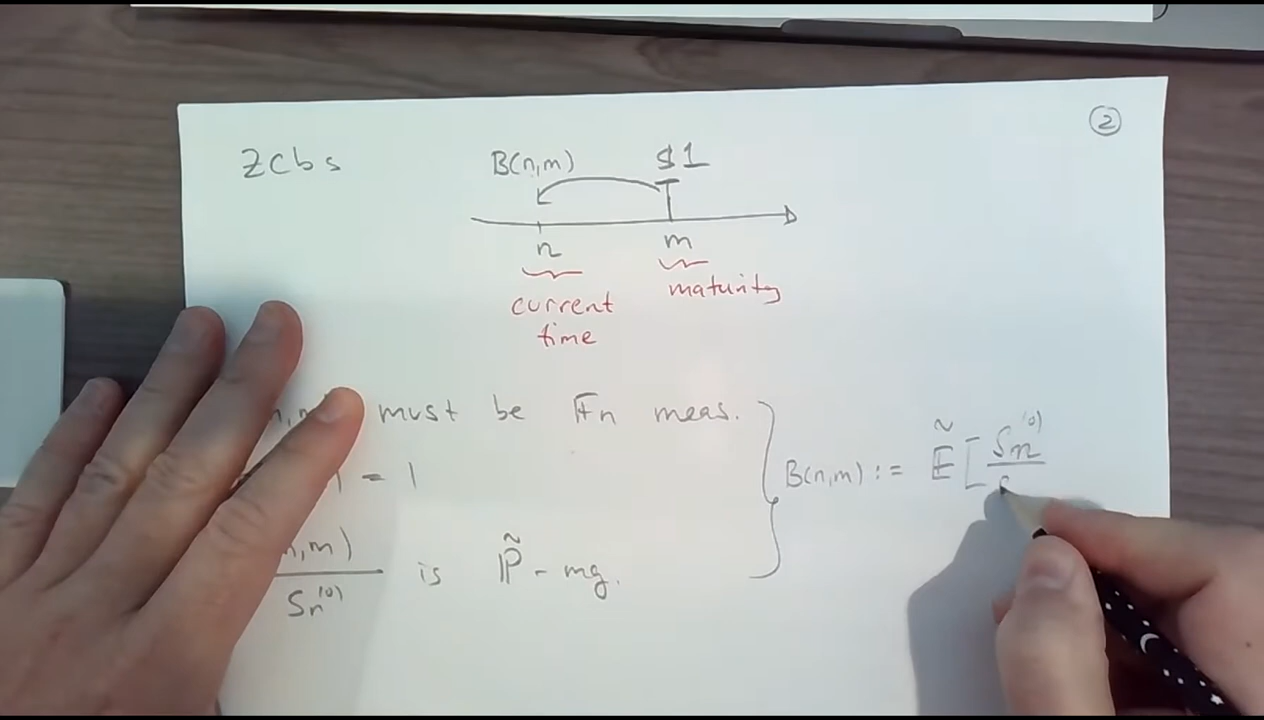 ②
Zcbs
B(n,m) $1
n m
current time
maturity
must be Fn meas.
= 1
n,m)
Sn⁽⁰⁾
is P̃ - mg.
B(n,m) := Ẽ [ Sn⁽⁰⁾